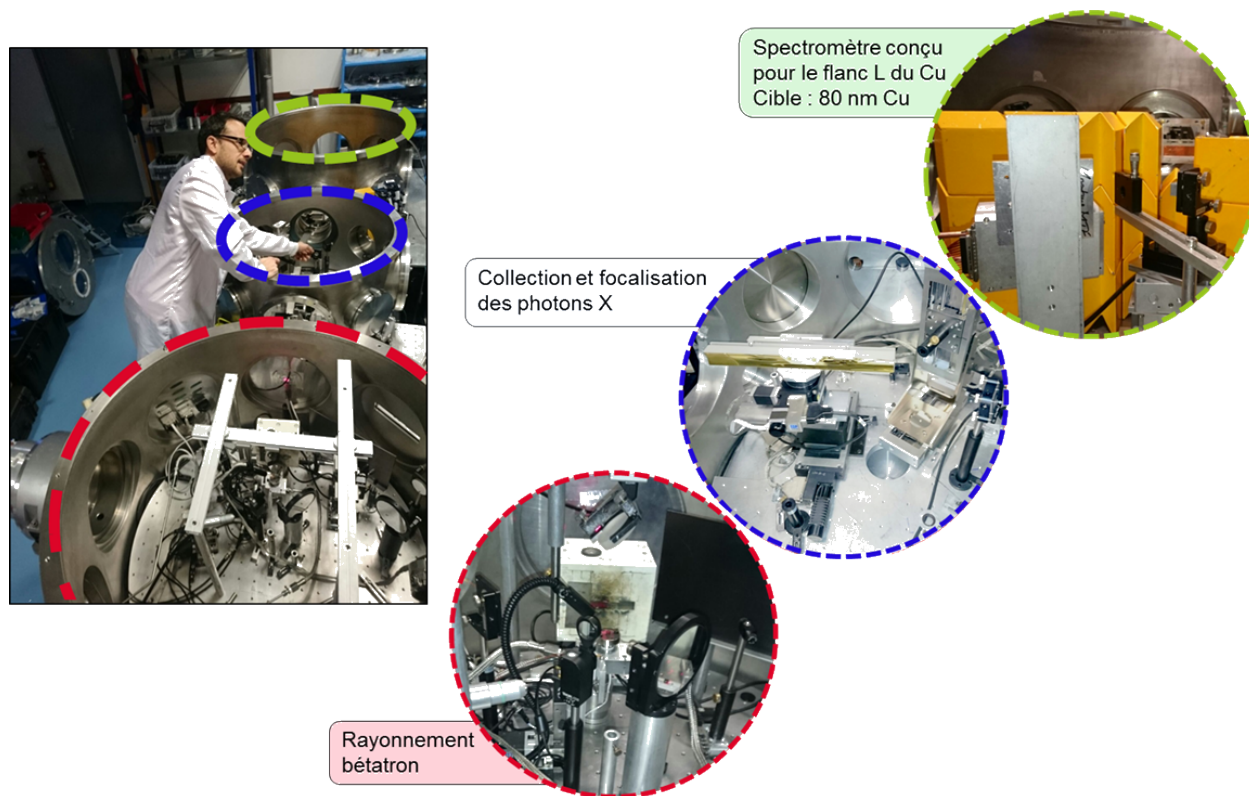 Spectromètre conçu
pour le flanc L du Cu
Cible : 80 nm Cu
Collection et focalisation
des photons X
Rayonnement
bétatron